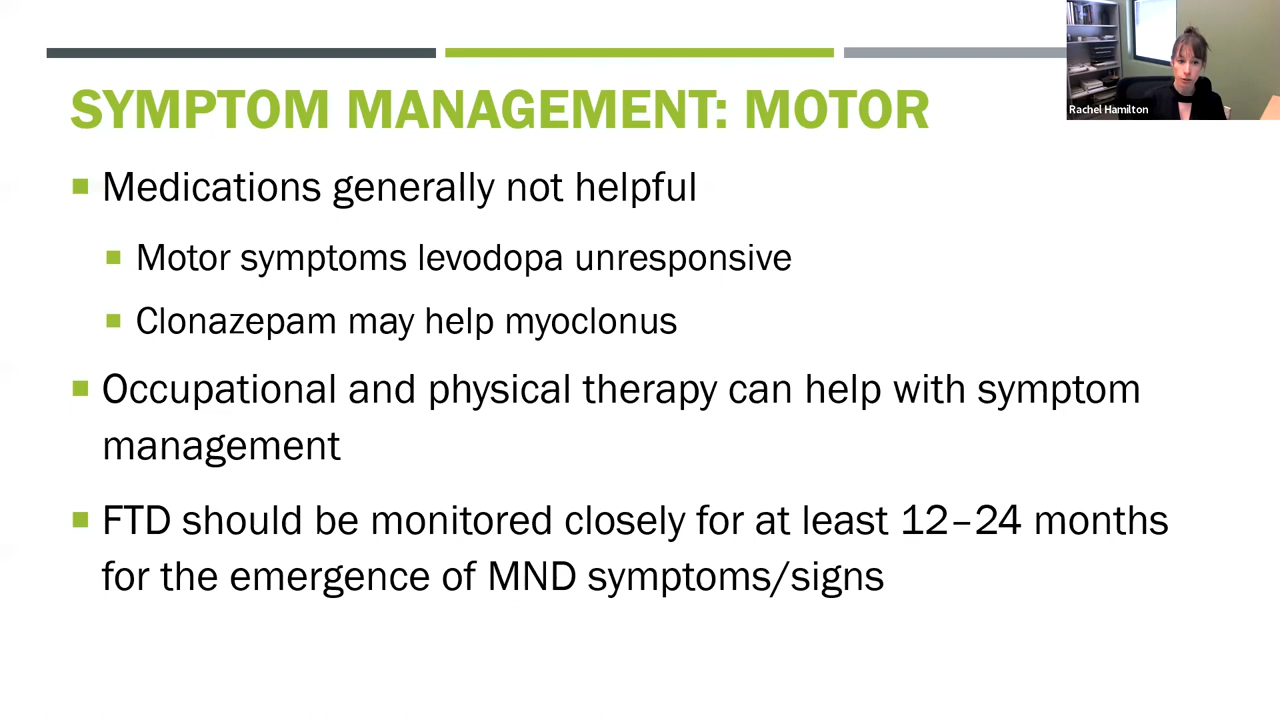 SYMPTOM MANAGEMENT: MOTOR
Rachel Hamilton
Medications generally not helpful
Motor symptoms levodopa unresponsive
Clonazepam may help myoclonus
Occupational and physical therapy can help with symptom
management
FTD should be monitored closely for at least 12–24 months
for the emergence of MND symptoms/signs